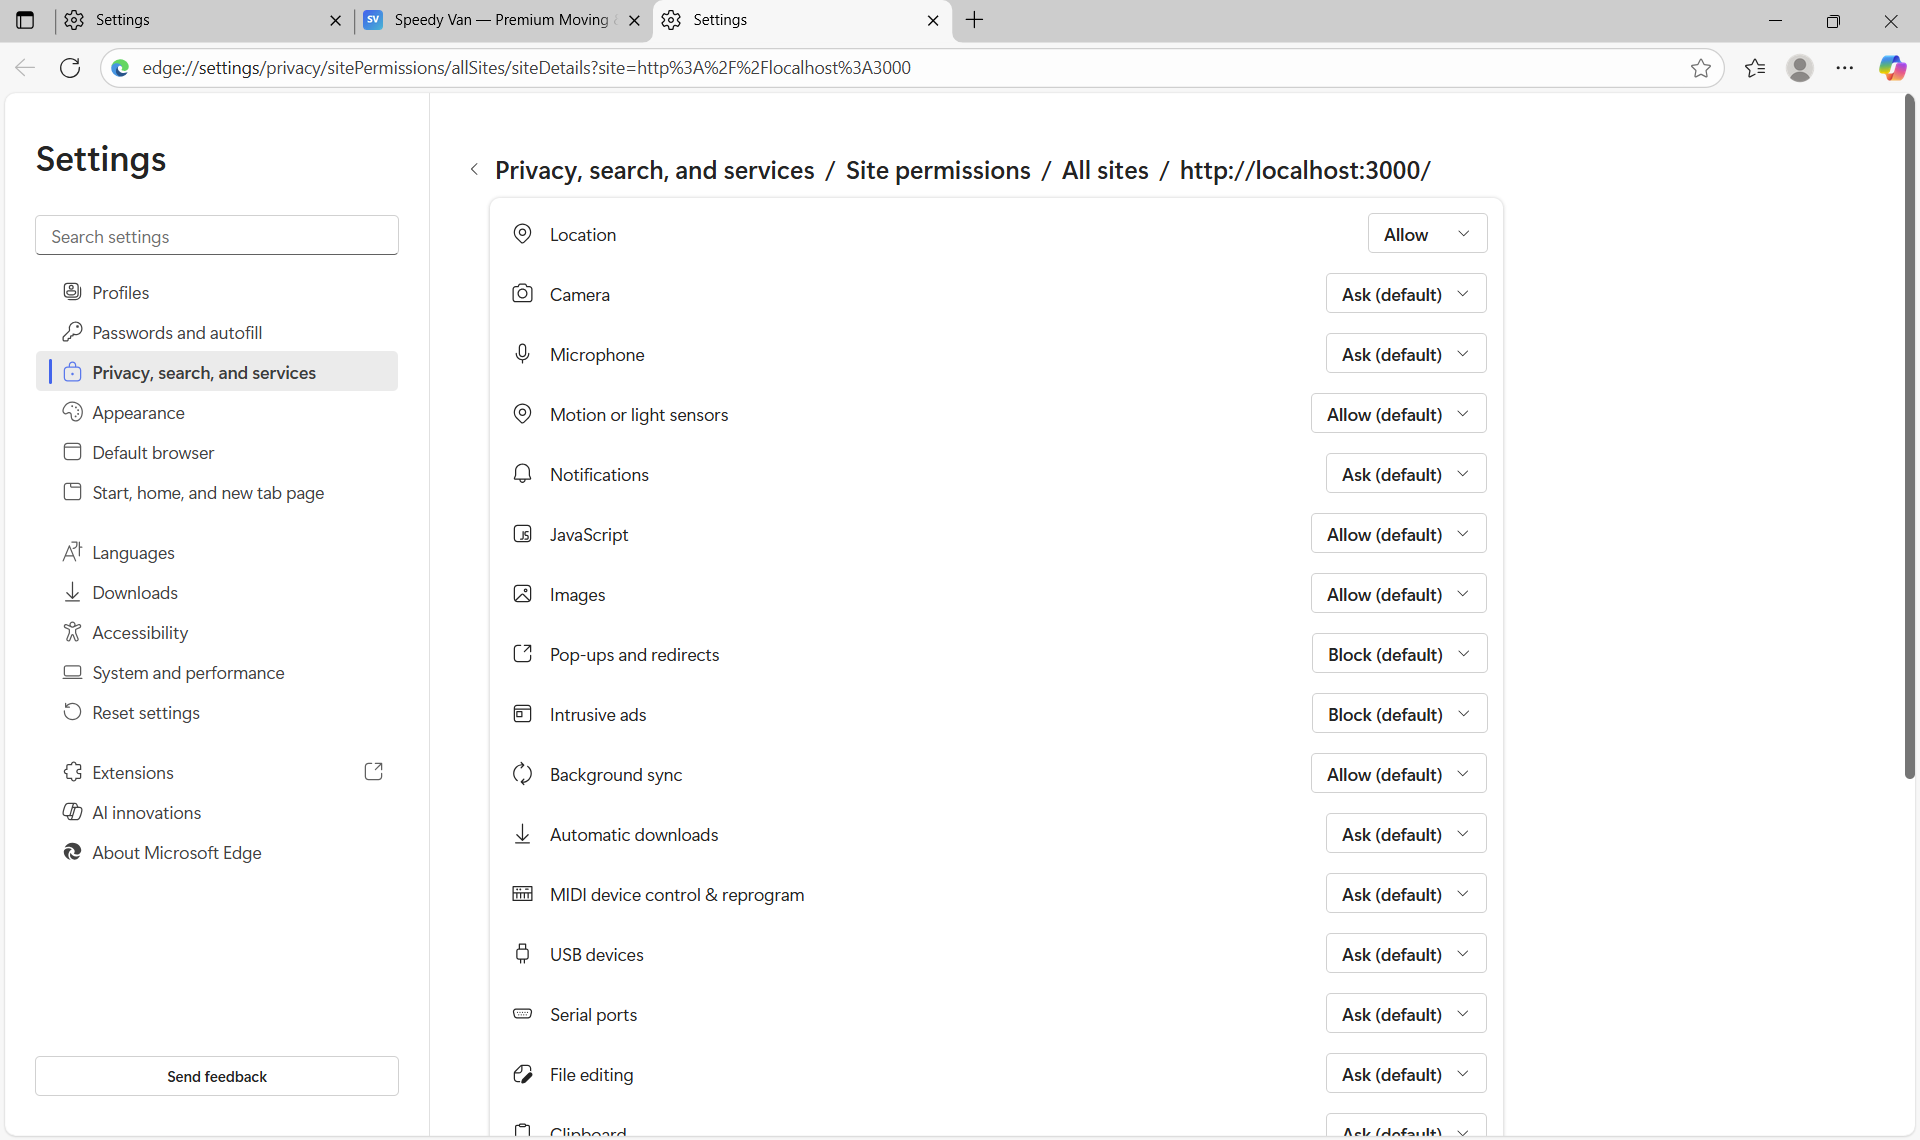 Settings
SV Speedy Van — Premium Moving
Settings
edge://settings/privacy/sitePermissions/allSites/siteDetails?site=http%3A%2F%2Flocalhost%3A3000
Settings
Search settings
Profiles
Passwords and autofill
Privacy, search, and services
Appearance
Default browser
Start, home, and new tab page
Languages
Downloads
Accessibility
System and performance
Reset settings
Extensions
AI innovations
About Microsoft Edge
Send feedback
Privacy, search, and services / Site permissions / All sites / http://localhost:3000/
Location Allow
Camera Ask (default)
Microphone Ask (default)
Motion or light sensors Allow (default)
Notifications Ask (default)
JavaScript Allow (default)
Images Allow (default)
Pop-ups and redirects Block (default)
Intrusive ads Block (default)
Background sync Allow (default)
Automatic downloads Ask (default)
MIDI device control & reprogram Ask (default)
USB devices Ask (default)
Serial ports Ask (default)
File editing Ask (default)
Clipboard Ask (default)